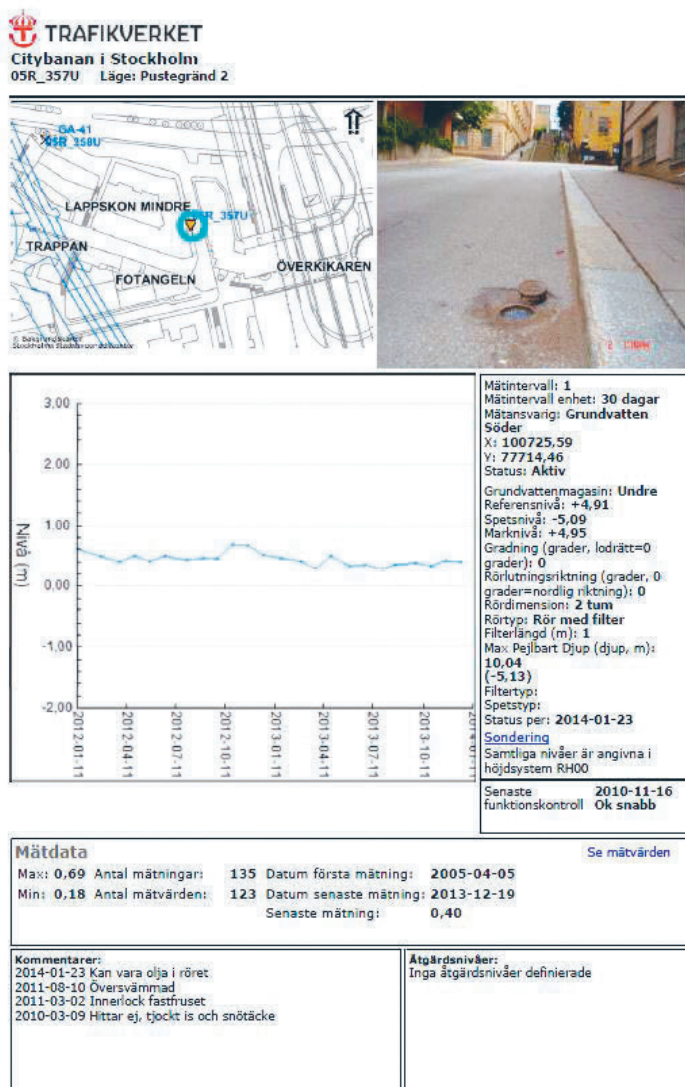 TRAFIKVERKET
Citybanan i Stockholm
05R_357U Läge: Pustegränd 2
GA-41
05R_358U
LAPPSKON MINDRE
R_357U
TRAPPAN
FOTANGELN
ÖVERKIKAREN
Nivå (m)
3,00
2,00
1,00
0,00
-1,00
-2,00
2012-01-11
2012-04-11
2012-07-11
2012-10-11
2013-01-11
2013-04-11
2013-07-11
2013-10-11
Mätintervall: 1
Mätintervall enhet: 30 dagar
Mätansvarig: Grundvatten
Söder
X: 100725,59
Y: 77714,46
Status: Aktiv
Grundvattenmagasin: Undre
Referensnivå: +4,91
Spetsnivå: -5,09
Marknivå: +4,95
Gradning (grader, lodrätt=0
grader): 0
Rörlutningsriktning (grader, 0
grader=nordlig riktning): 0
Rördimension: 2 tum
Rörtyp: Rör med filter
Filterlängd (m): 1
Max Pejlbart Djup (djup, m):
10,04
(-5,13)
Filtertyp:
Spetstyp:
Status per: 2014-01-23
Sondering
Samtliga nivåer är angivna i
höjdsystem RH00
Senaste 2010-11-16
funktionskontroll Ok snabb
Mätdata Se mätvärden
Max: 0,69 Antal mätningar: 135 Datum första mätning: 2005-04-05
Min: 0,18 Antal mätvärden: 123 Datum senaste mätning: 2013-12-19
Senaste mätning: 0,40
Kommentarer:
2014-01-23 Kan vara olja i röret
2011-08-10 Översvämmad
2011-03-02 Innerlock fastfruset
2010-03-09 Hittar ej, tjockt is och snötäcke
Åtgärdsnivåer:
Inga åtgärdsnivåer definierade